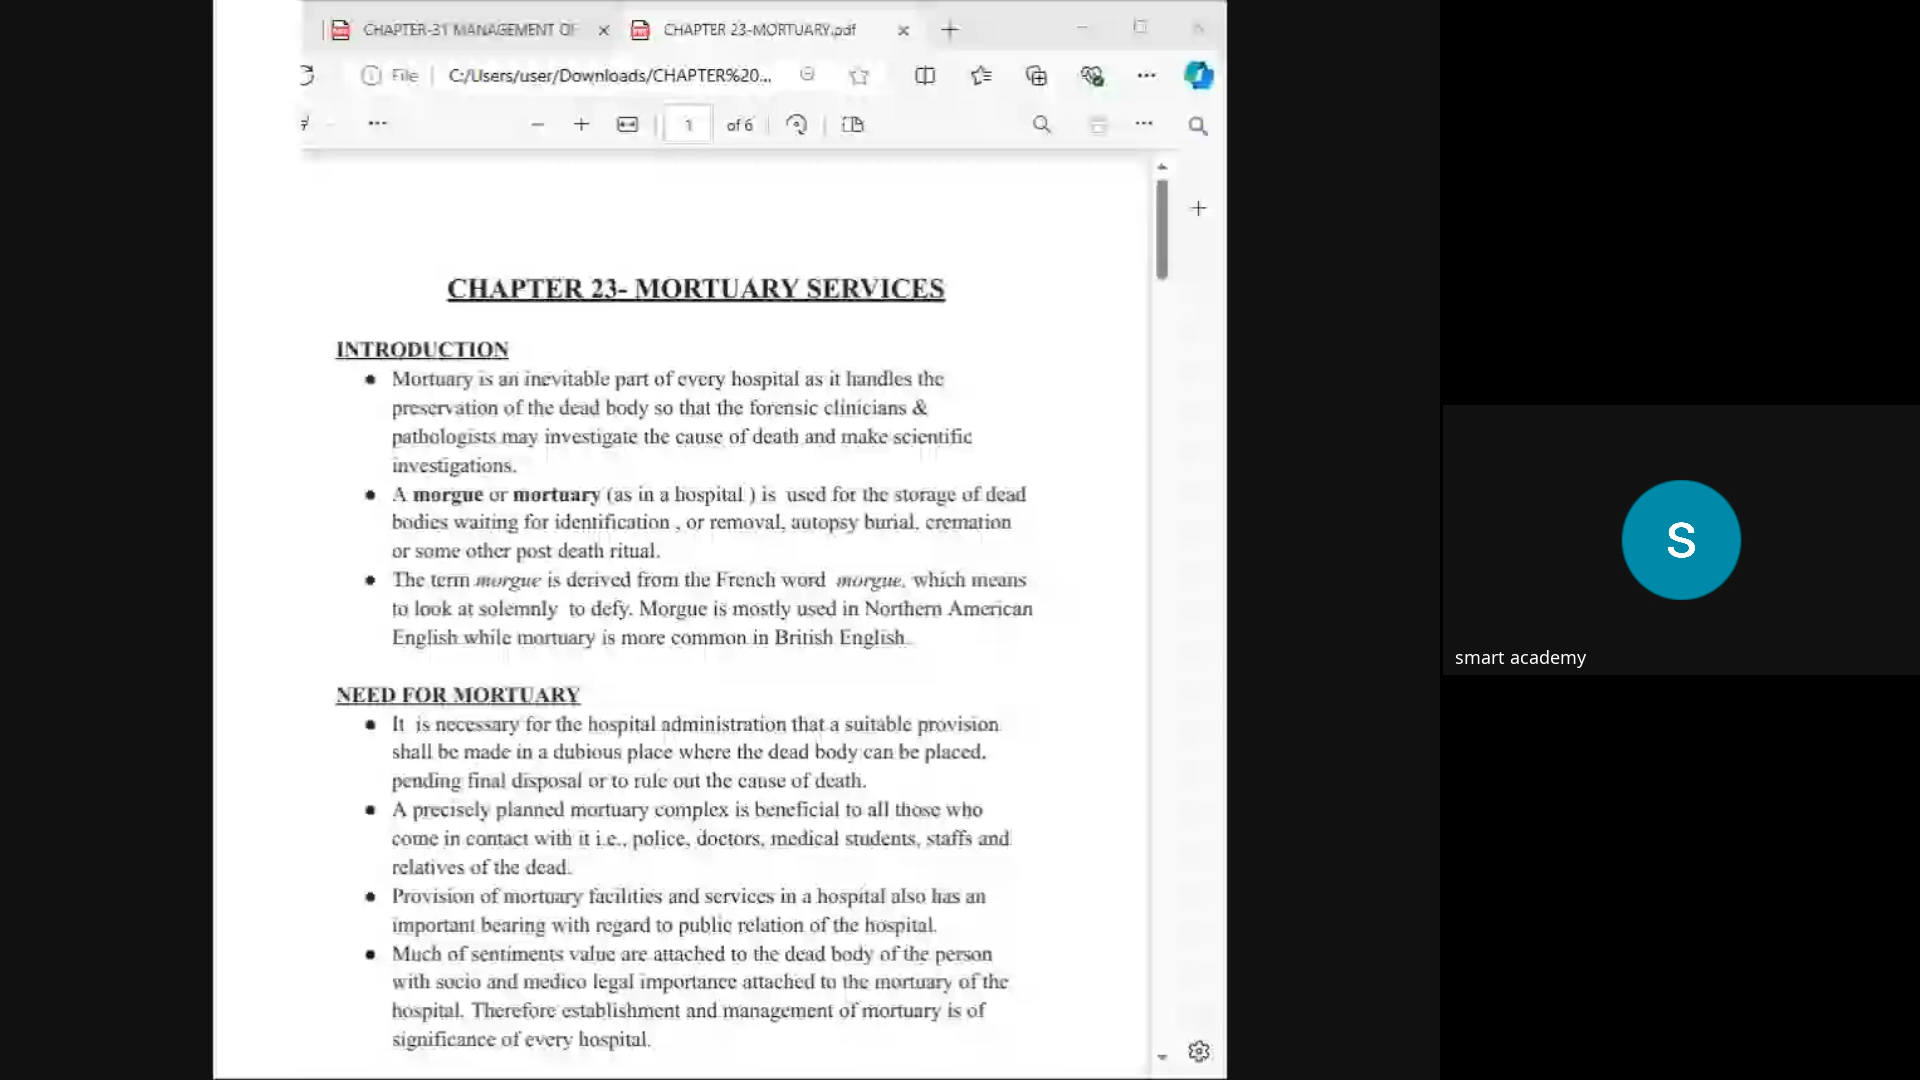 CHAPTER-31 MANAGEMENT OF
CHAPTER 23-MORTUARY.pdf
File
C:/Users/user/Downloads/CHAPTER%20...
1 of 6
CHAPTER 23- MORTUARY SERVICES
INTRODUCTION
● Mortuary is an inevitable part of every hospital as it handles the
preservation of the dead body so that the forensic clinicians &
pathologists may investigate the cause of death and make scientific
investigations.
● A morgue or mortuary (as in a hospital ) is used for the storage of dead
bodies waiting for identification , or removal, autopsy burial, cremation
or some other post death ritual.
● The term morgue is derived from the French word morgue, which means
to look at solemnly to defy. Morgue is mostly used in Northern American
English while mortuary is more common in British English.
NEED FOR MORTUARY
● It is necessary for the hospital administration that a suitable provision
shall be made in a dubious place where the dead body can be placed,
pending final disposal or to rule out the cause of death.
● A precisely planned mortuary complex is beneficial to all those who
come in contact with it i.e., police, doctors, medical students, staffs and
relatives of the dead.
● Provision of mortuary facilities and services in a hospital also has an
important bearing with regard to public relation of the hospital.
● Much of sentiments value are attached to the dead body of the person
with socio and medico legal importance attached to the mortuary of the
hospital. Therefore establishment and management of mortuary is of
significance of every hospital.
S
smart academy